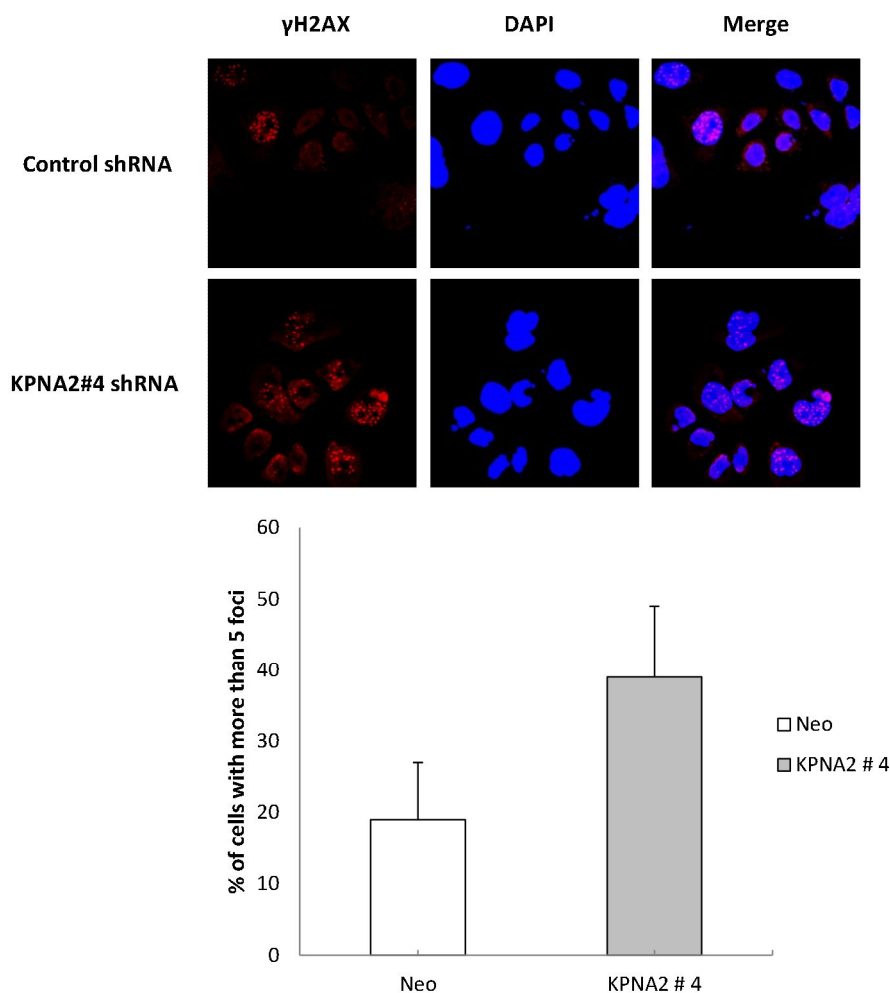 γH2AX DAPI Merge
Control shRNA
KPNA2#4 shRNA
% of cells with more than 5 foci
60
50
40
30
20
10
0
Neo KPNA2 # 4
Neo
KPNA2 # 4